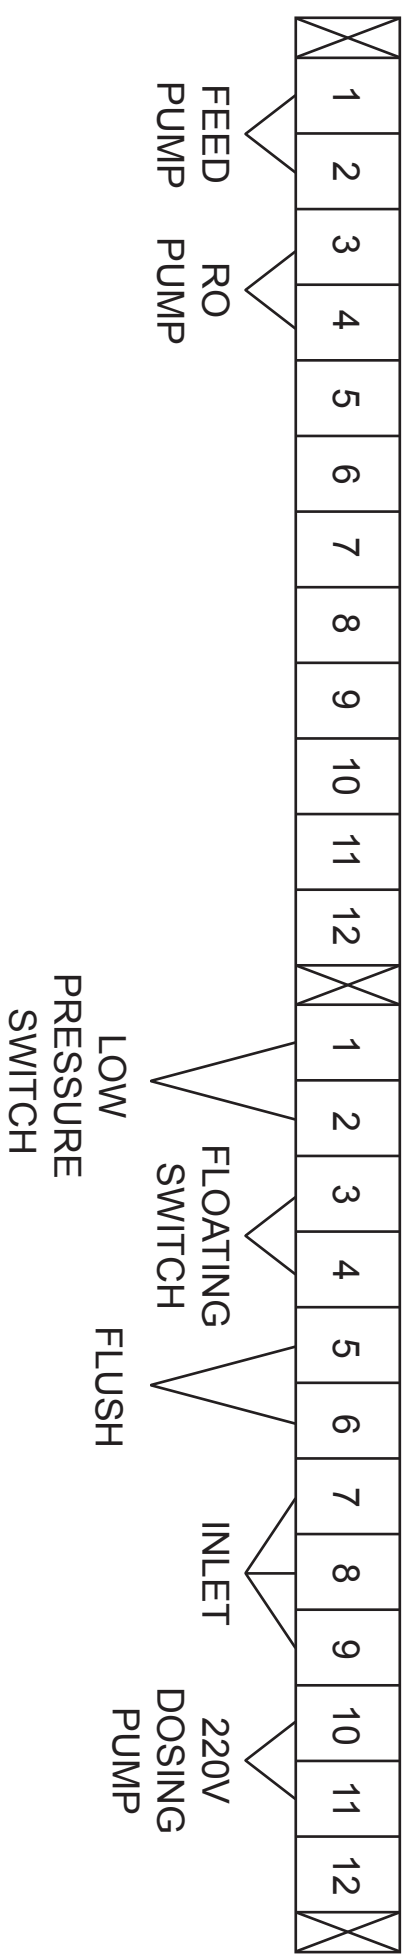 1
2
3
4
5
6
7
8
9
10
11
12
1
2
3
4
5
6
7
8
9
10
11
12
FEED
PUMP
RO
PUMP
LOW
PRESSURE
SWITCH
FLOATING
SWITCH
FLUSH
INLET
220V
DOSING
PUMP